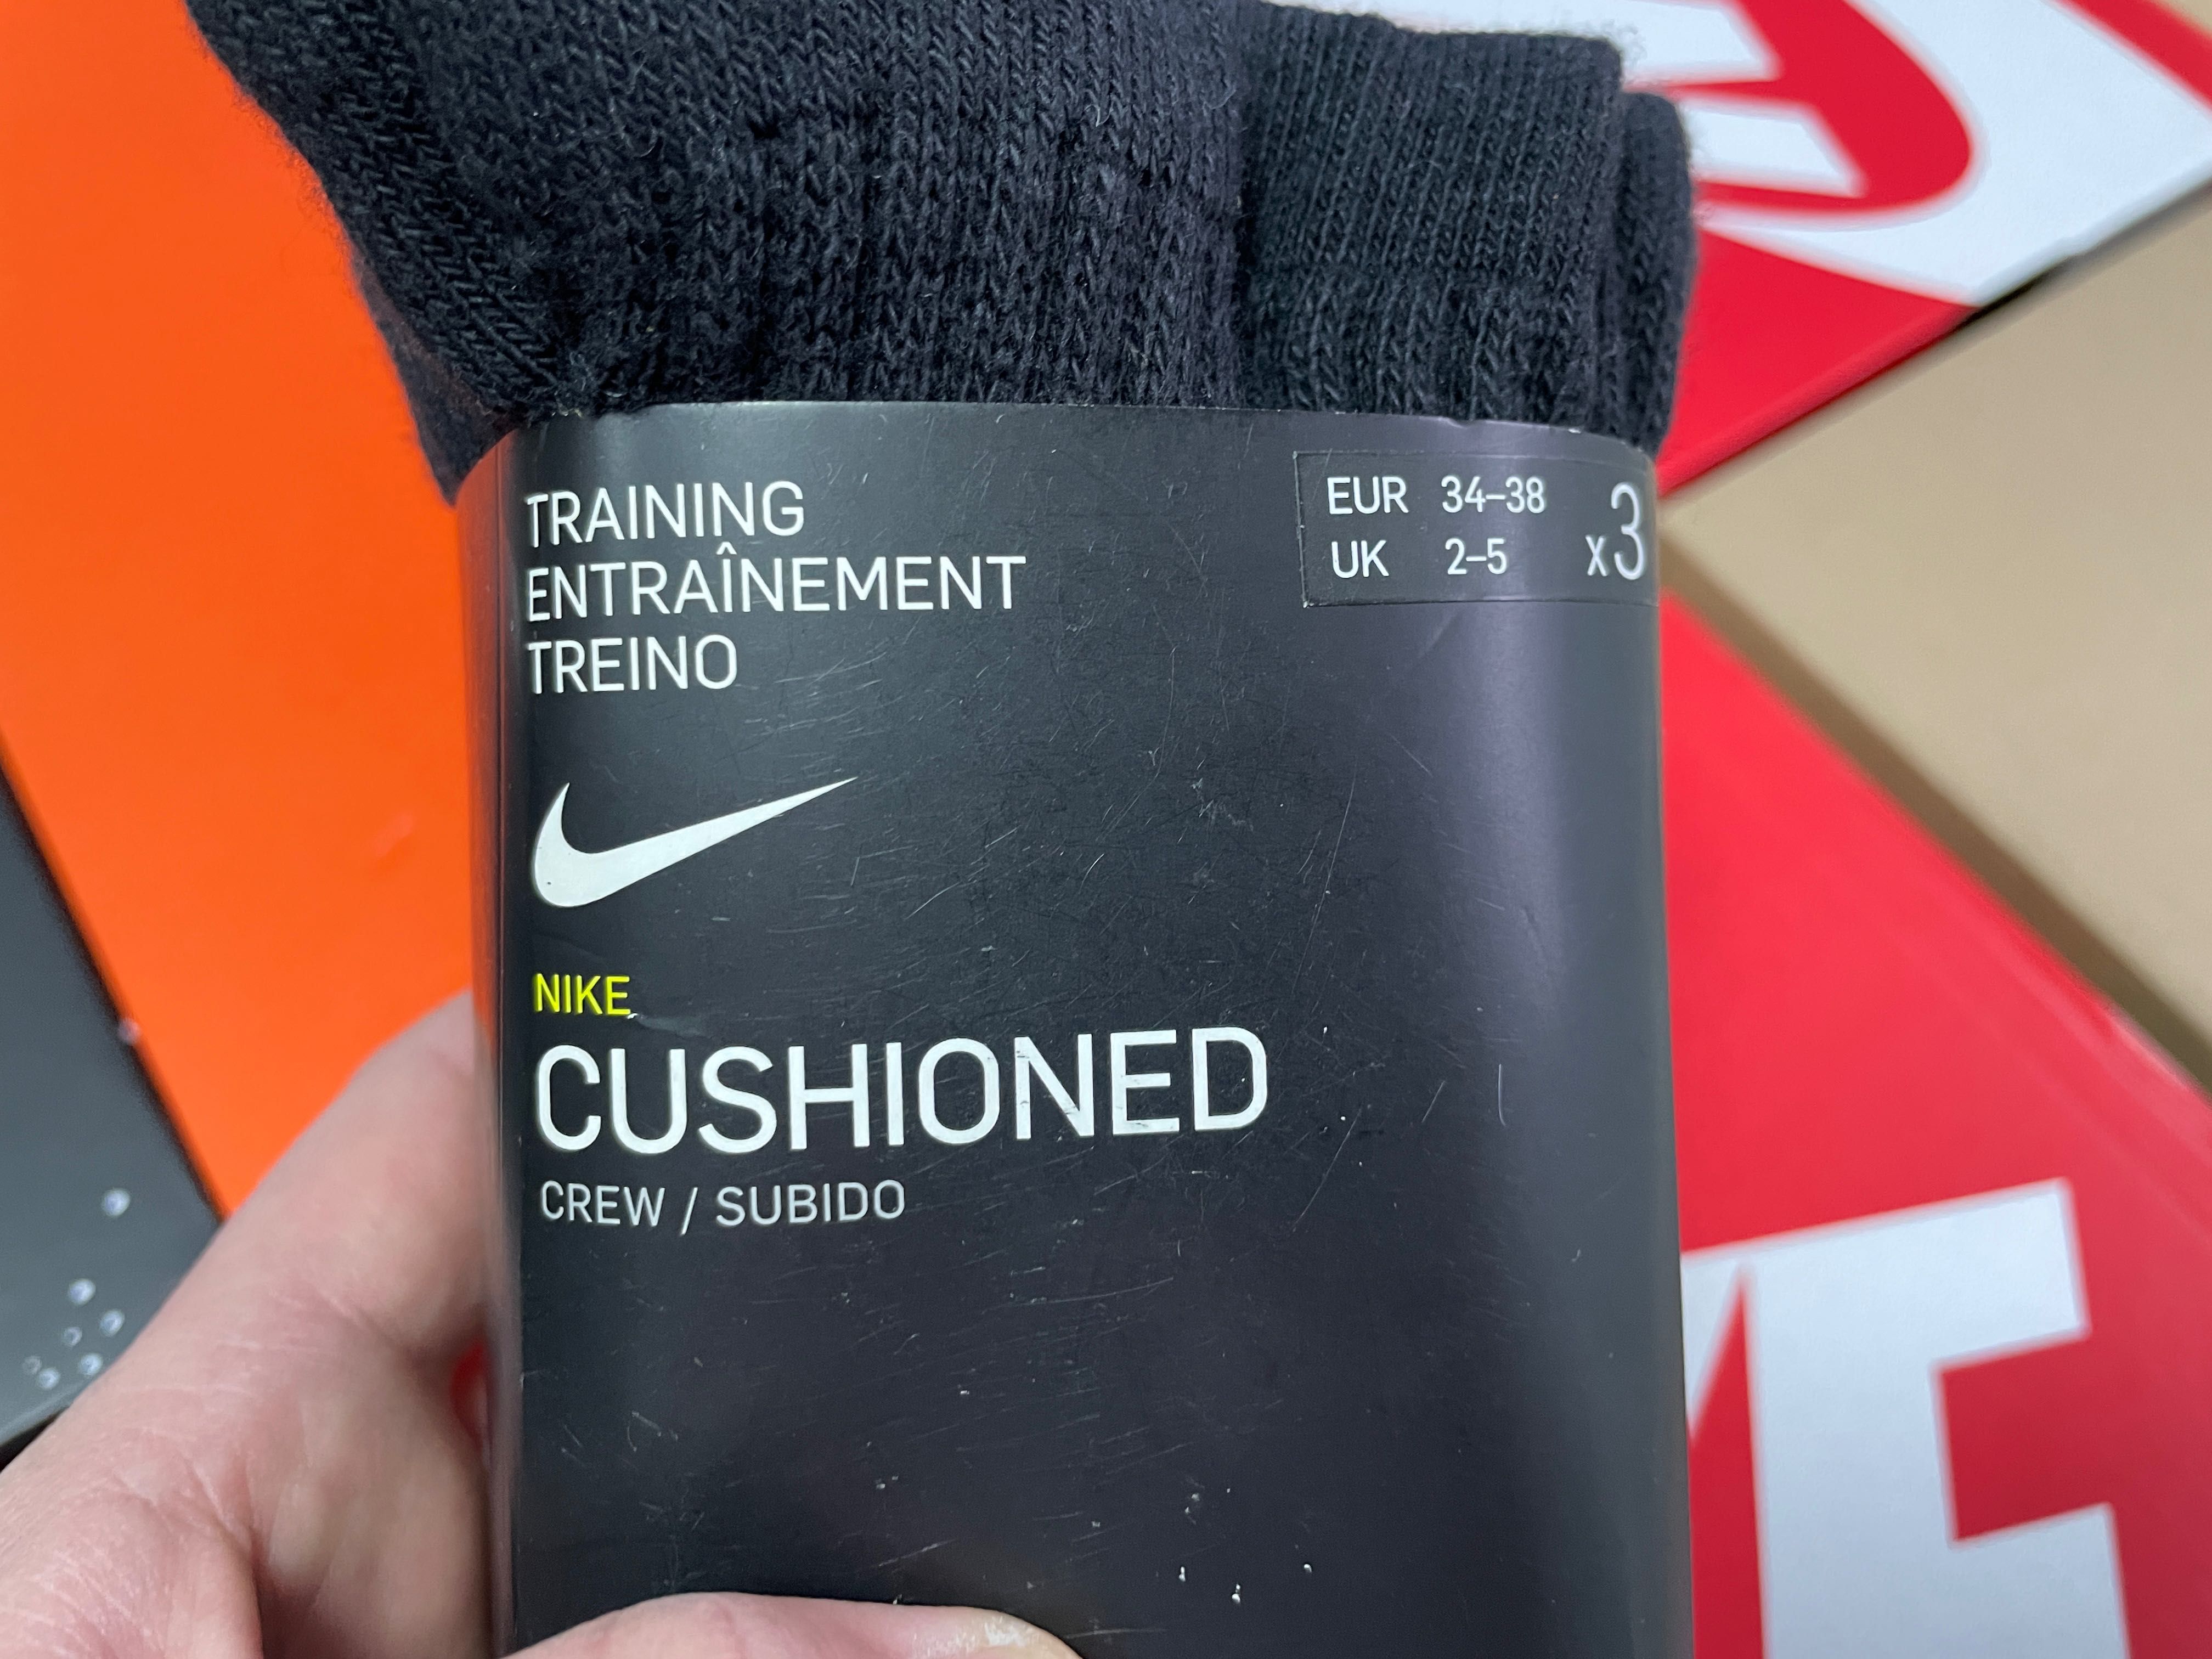 TRAINING
ENTRAÎNEMENT
TREINO
EUR 34–38
UK 2–5
x3
NIKE
CUSHIONED
CREW / SUBIDO